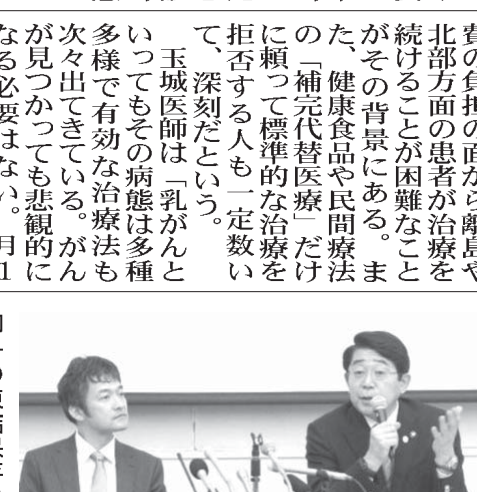 費の負担の面から離島や
北部方面の患者が治療を
続けることが困難なこと
がその背景にある。ま
た、健康食品や民間療法
の「補完代替医療」だけ
に頼って標準的な治療を
拒否する人も一定数い
て、深刻だという。
玉城医師は「乳がんと
いってもその病態は多種
多様で有効な治療法も
次々出てきている。がん
が見つかっても悲観的に
なる必要はない。月1